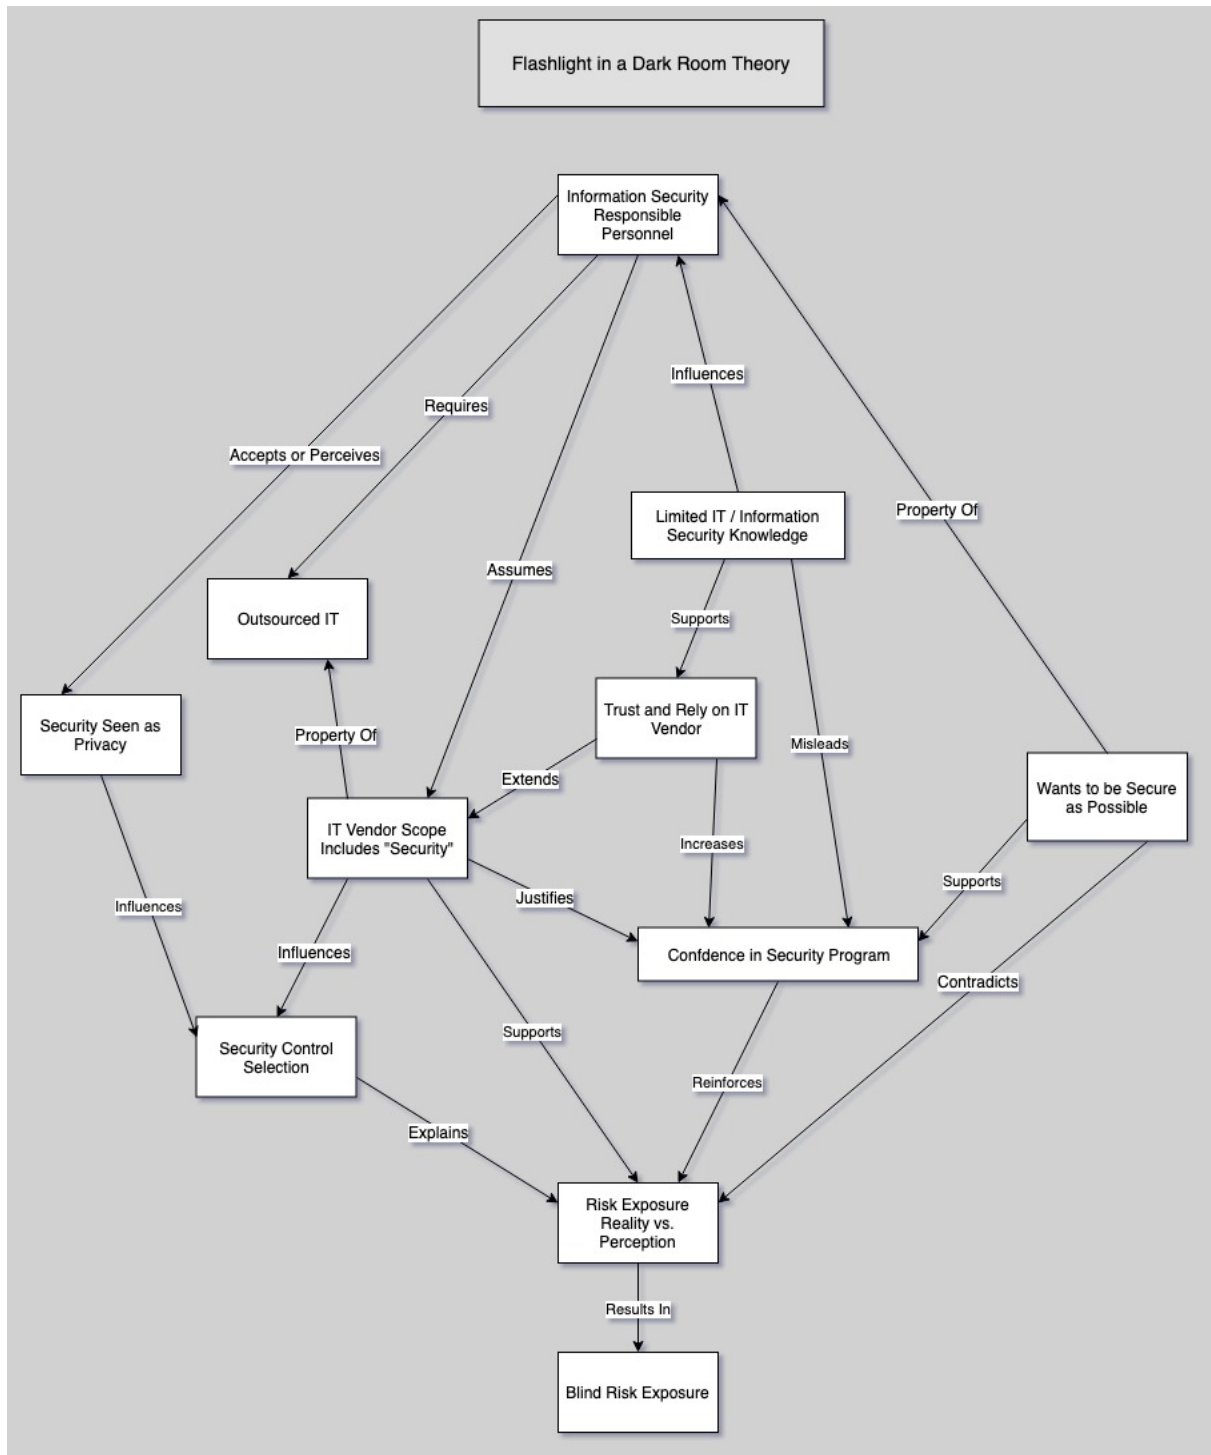 Flashlight in a Dark Room Theory
Information Security
Responsible
Personnel
Influences
Requires
Accepts or Perceives
Property Of
Limited IT / Information
Security Knowledge
Assumes
Outsourced IT
Supports
Security Seen as
Privacy
Property Of
Trust and Rely on IT
Vendor
Misleads
Extends
Wants to be Secure
as Possible
IT Vendor Scope
Includes "Security"
Increases
Justifies
Supports
Influences
Influences
Confdence in Security Program
Contradicts
Supports
Security Control
Selection
Reinforces
Explains
Risk Exposure
Reality vs.
Perception
Results In
Blind Risk Exposure